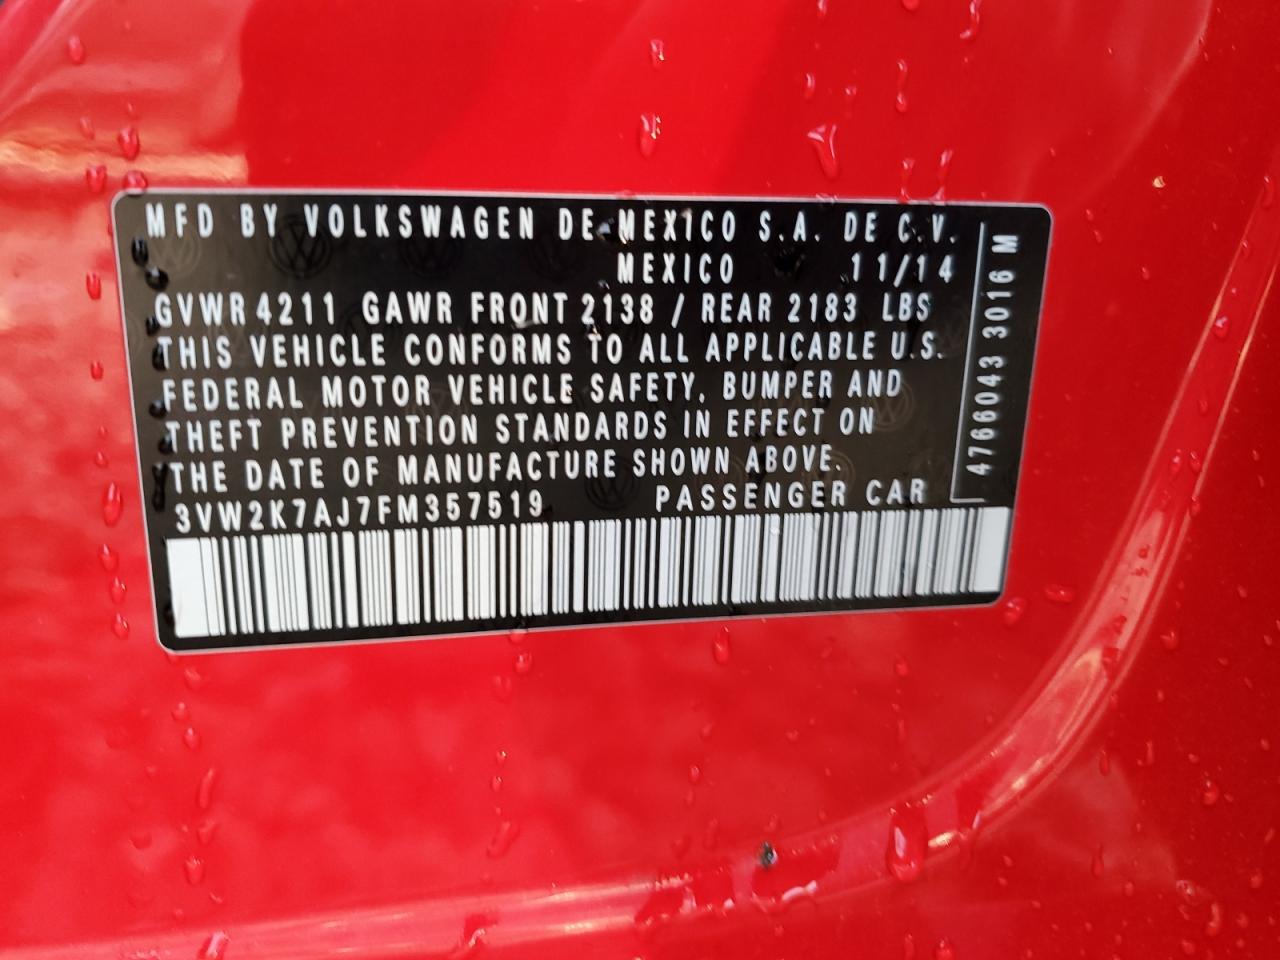 MFD BY VOLKSWAGEN DE MEXICO S.A. DE C.V.
MEXICO 11/14
GVWR 4211 GAWR FRONT 2138 / REAR 2183 LBS
THIS VEHICLE CONFORMS TO ALL APPLICABLE U.S.
FEDERAL MOTOR VEHICLE SAFETY, BUMPER AND
THEFT PREVENTION STANDARDS IN EFFECT ON
THE DATE OF MANUFACTURE SHOWN ABOVE.
3VW2K7AJ7FM357519 PASSENGER CAR
4766043 3016 M